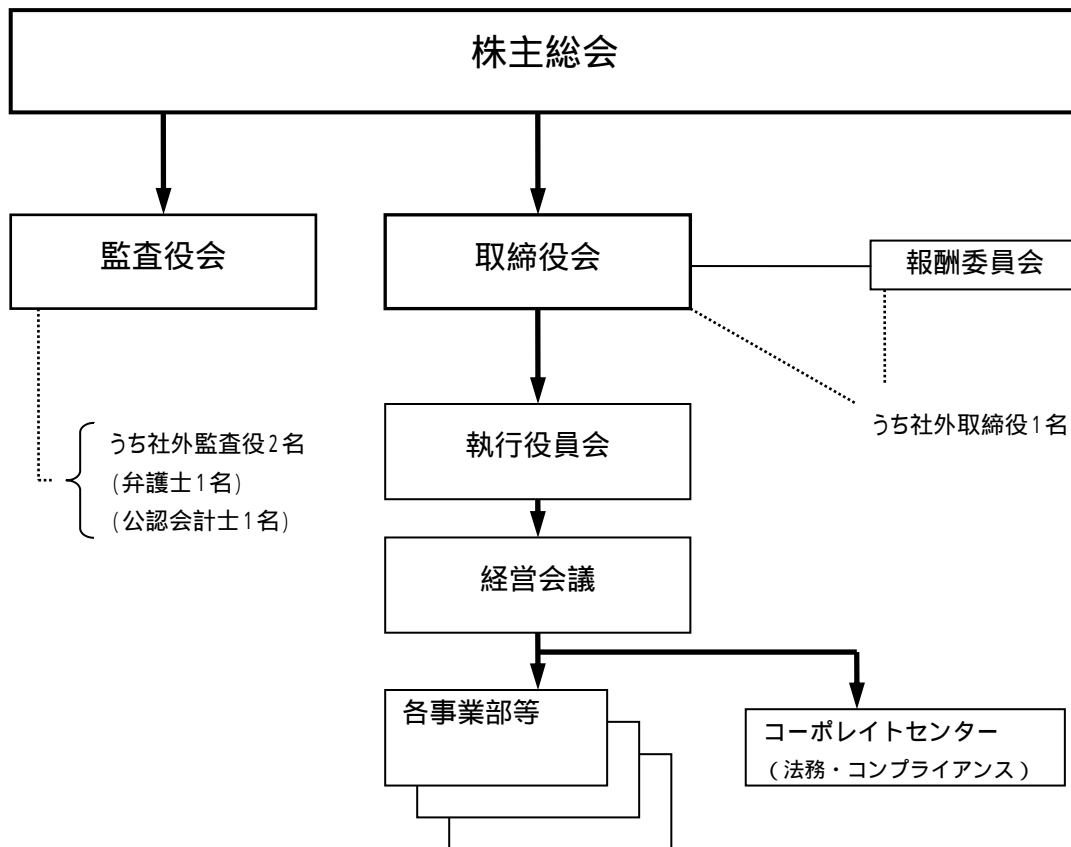 株主総会
監査役会
取締役会
報酬委員会
うち社外監査役2名
(弁護士1名)
(公認会計士1名)
執行役員会
うち社外取締役1名
経営会議
各事業部等
コーポレイトセンター
(法務・コンプライアンス)